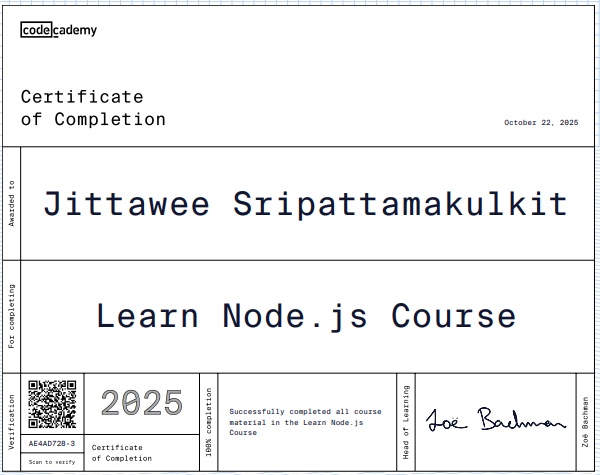 codecademy
Certificate
of Completion
October 22, 2025
Awarded to
Jittawee Sripattamakulkit
For completing
Learn Node.js Course
Verification
AE4AD728-3
Scan to verify
2025
Certificate
of Completion
100% completion
Successfully completed all course
material in the Learn Node.js
Course
Head of Learning
Zoë Bachman
Zoë Bachman